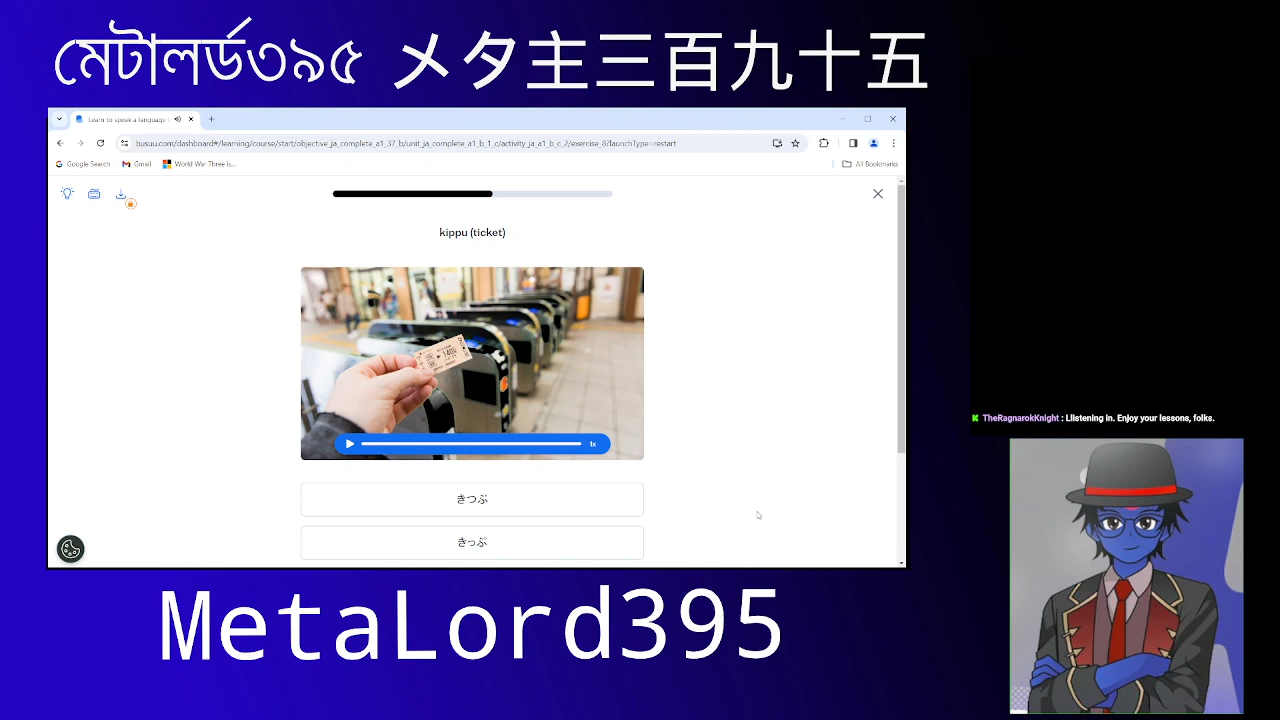 মেটালর্ড৩৯৫ メタ主三百九十五
Learn to speak a language
busuu.com/dashboard#/learning/course/start/objective_ja_complete_a1_37_b/unit_ja_complete_a1_b_1_c/activity_ja_a1_b_c_2/exercise_8?launchType=restart
Google Search Gmail World War Three is... All Bookmarks
kippu (ticket)
1x
きつぷ
きっぷ
TheRagnarokKnight : LIistening in. Enjoy your lessons, folks.
MetaLord395